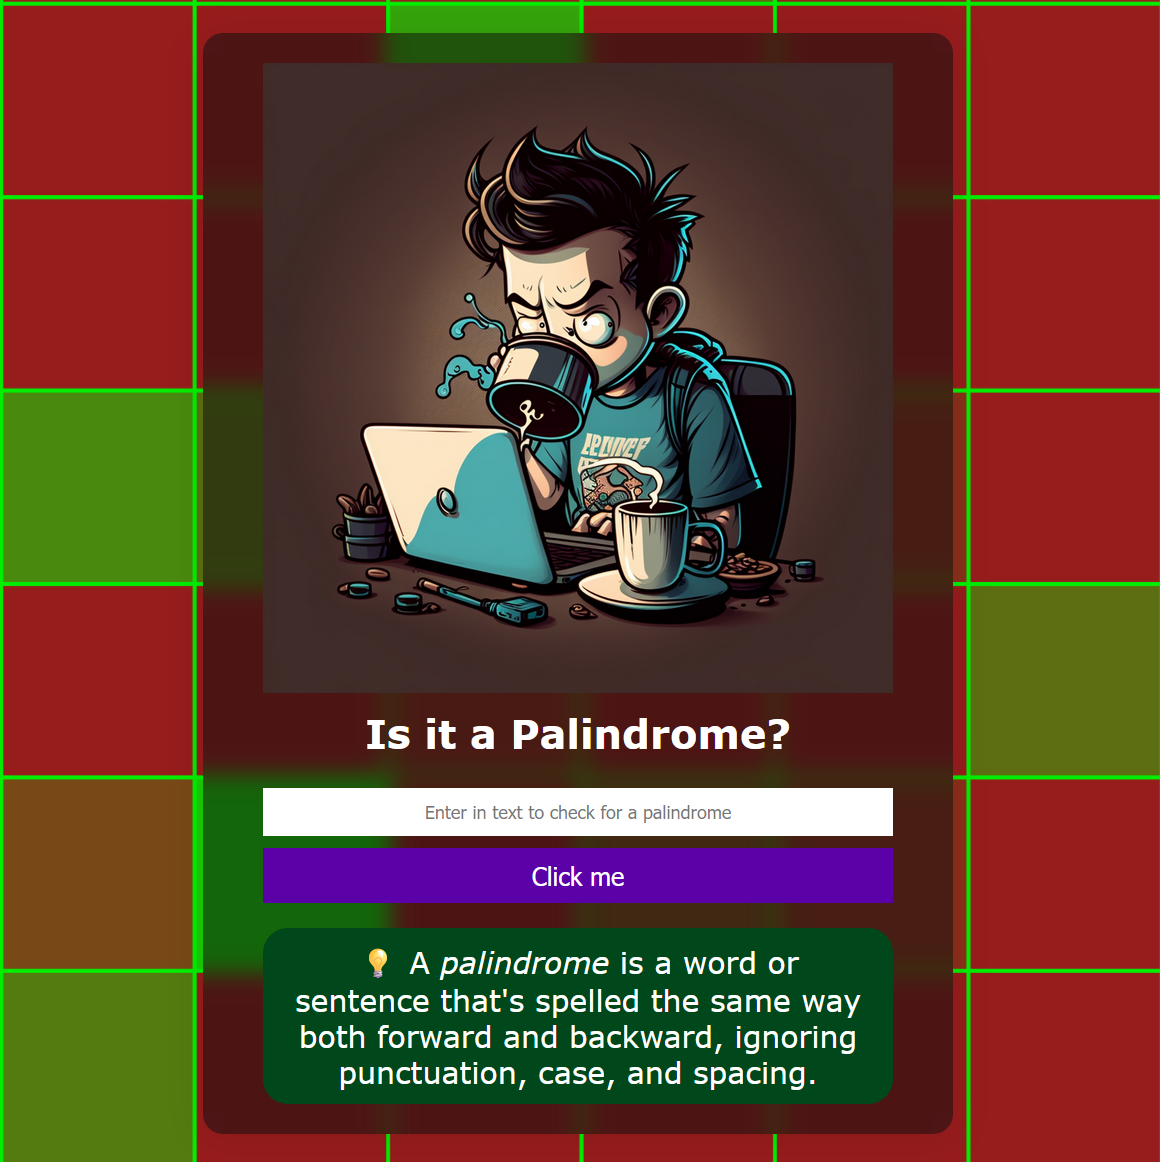 Is it a Palindrome?
Enter in text to check for a palindrome
Click me
💡 A palindrome is a word or
sentence that's spelled the same way
both forward and backward, ignoring
punctuation, case, and spacing.